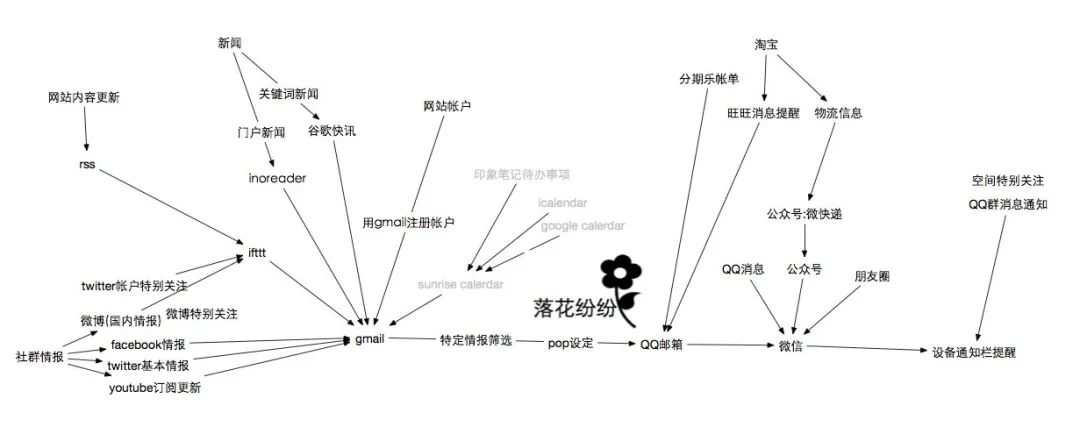 新闻
淘宝
关键词新闻
分期乐帐单
网站内容更新
网站帐户
旺旺消息提醒
物流信息
门户新闻
谷歌快讯
rss
inoreader
印象笔记待办事项
空间特别关注
icalendar
QQ群消息通知
用gmail注册帐户
google calerdar
公众号:微快递
ifttt
QQ消息
公众号
朋友圈
twitter帐户特别关注
sunrise calerdar
落花纷纷
微博特别关注
微博(国内情报)
社群情报
facebook情报
gmail
特定情报筛选
pop设定
QQ邮箱
微信
设备通知栏提醒
twitter基本情报
youtube订阅更新